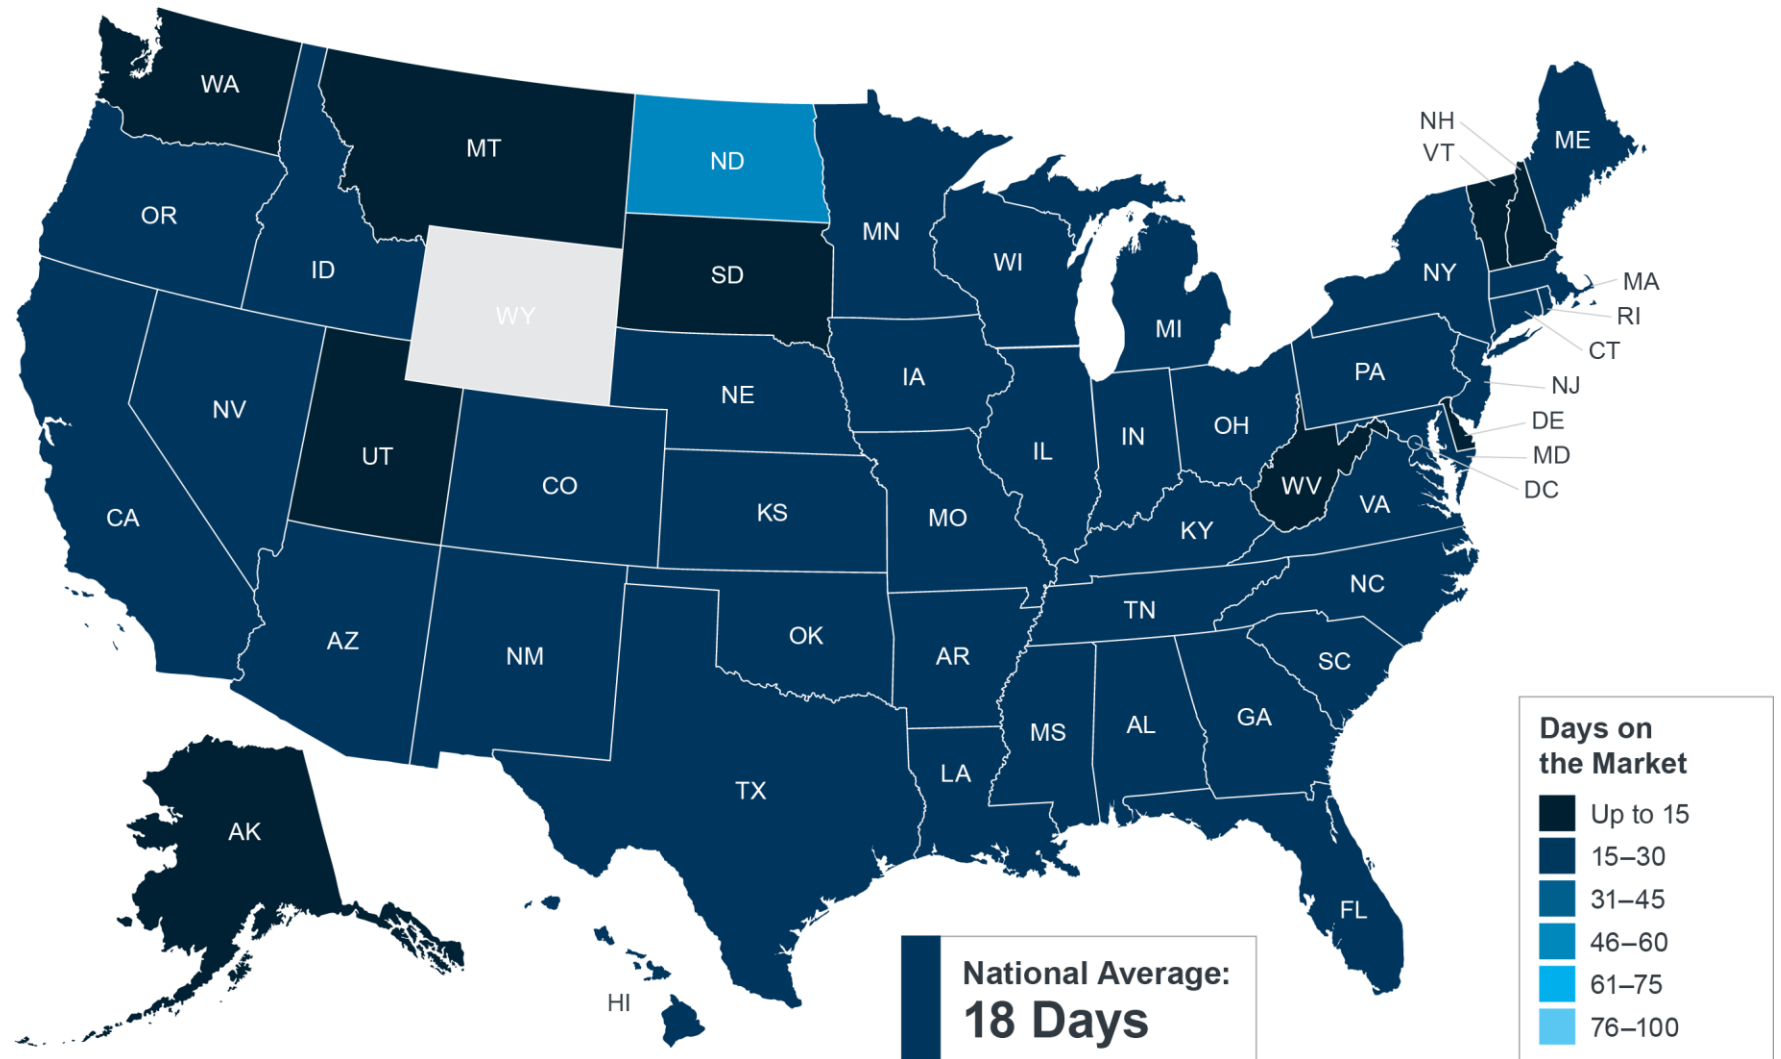 WA
MT
ND
MN
OR
ID
SD
WI
WY
MI
NH
VT
ME
NY
MA
RI
CT
NJ
PA
DE
MD
DC
NV
UT
NE
IA
CO
IL
IN
OH
WV
VA
CA
KS
MO
KY
AZ
NM
OK
AR
TN
NC
SC
TX
LA
MS
AL
GA
FL
AK
HI
National Average:
18 Days
Days on
the Market
Up to 15
15–30
31–45
46–60
61–75
76–100